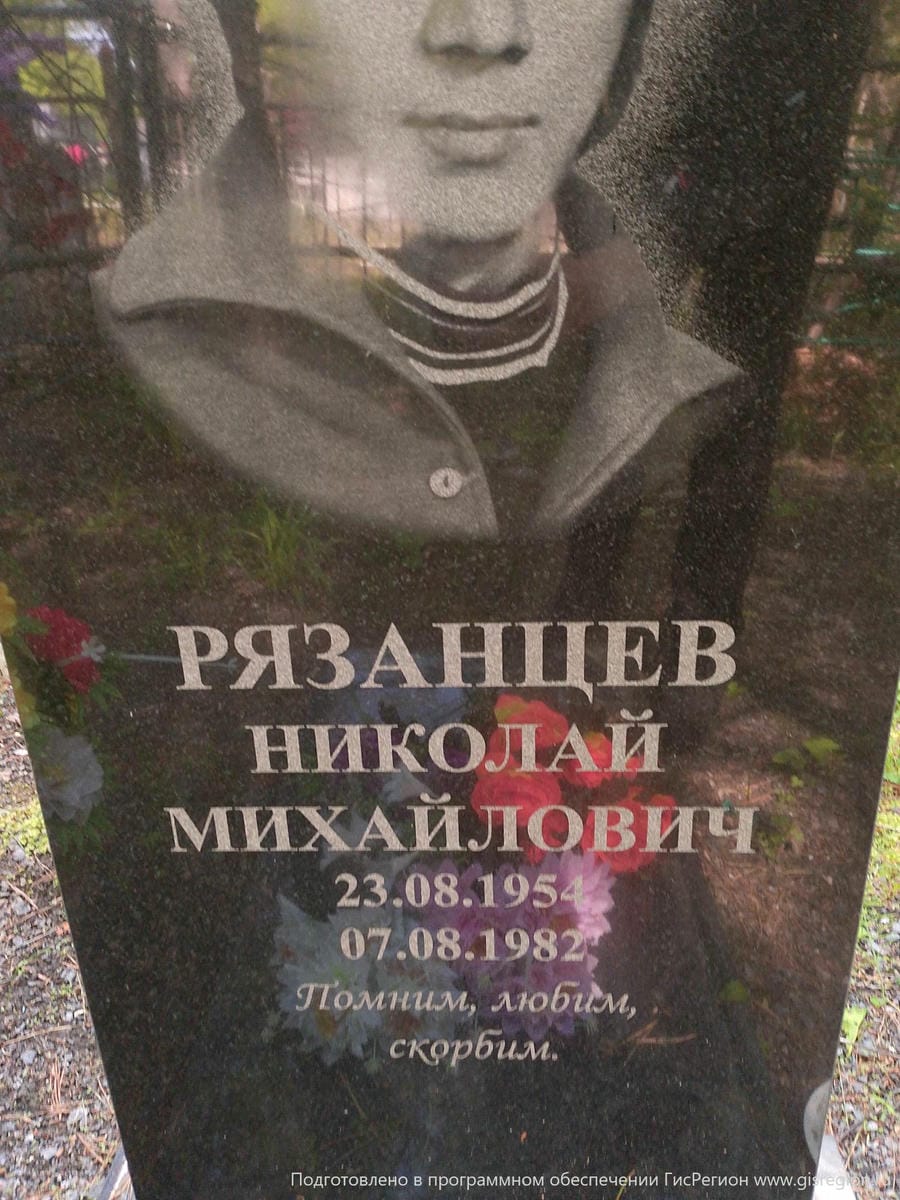 РЯЗАНЦЕВ
НИКОЛАЙ
МИХАЙЛОВИЧ
23.08.1954
07.08.1982
Помним, любим,
скорбим.
Подготовлено в программном обеспечении ГисРегион